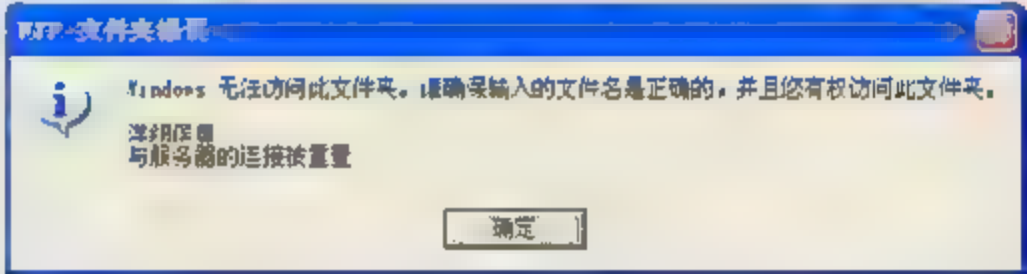 FTP 文件夹错误
Windows 无法访问此文件夹。请确保输入的文件名是正确的，并且您有权访问此文件夹。
详细信息
与服务器的连接被重置
确定